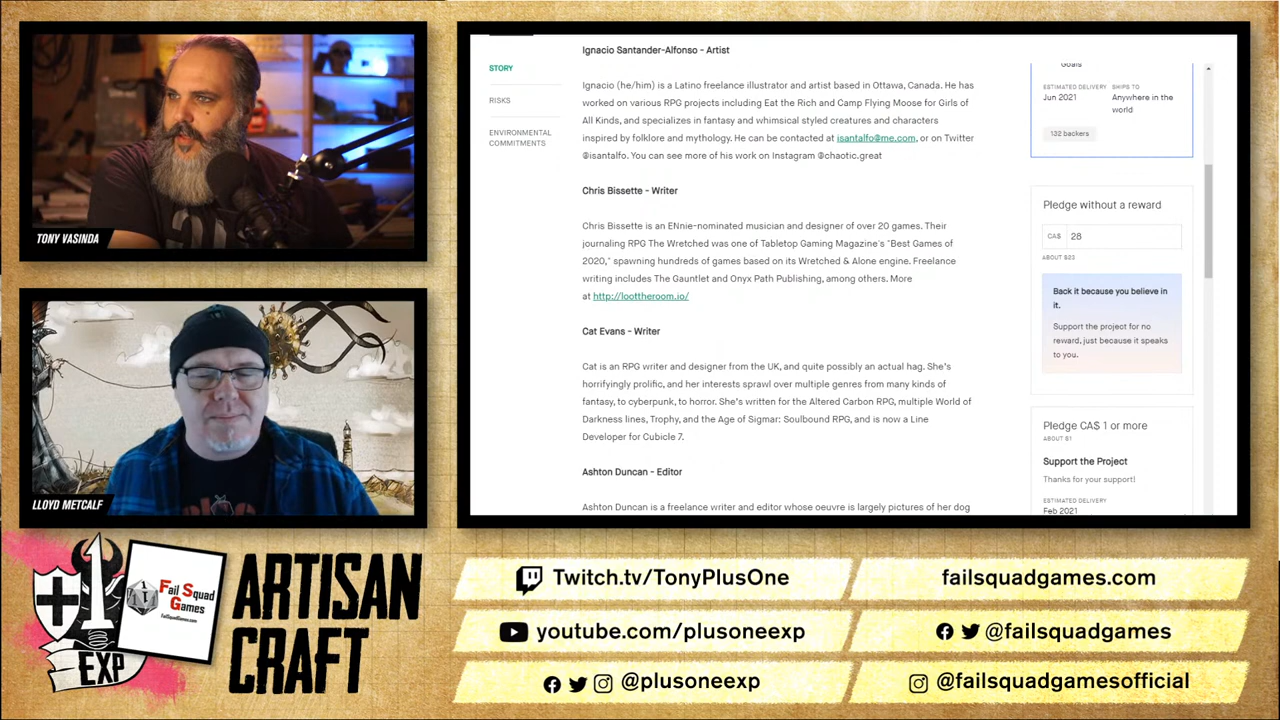 TONY VASINDA
LLOYD METCALF
STORY
RISKS
ENVIRONMENTAL
COMMITMENTS
Ignacio Santander-Alfonso - Artist
Ignacio (he/him) is a Latino freelance illustrator and artist based in Ottawa, Canada. He has
worked on various RPG projects including Eat the Rich and Camp Flying Moose for Girls of
All Kinds, and specializes in fantasy and whimsical styled creatures and characters
inspired by folklore and mythology. He can be contacted at isantalfo@me.com, or on Twitter
@isantalfo. You can see more of his work on Instagram @chaotic.great
Chris Bissette - Writer
Chris Bissette is an ENnie-nominated musician and designer of over 20 games. Their
journaling RPG The Wretched was one of Tabletop Gaming Magazine's "Best Games of
2020," spawning hundreds of games based on its Wretched & Alone engine. Freelance
writing includes The Gauntlet and Onyx Path Publishing, among others. More
at http://loottheroom.io/
Cat Evans - Writer
Cat is an RPG writer and designer from the UK, and quite possibly an actual hag. She's
horrifyingly prolific, and her interests sprawl over multiple genres from many kinds of
fantasy, to cyberpunk, to horror. She's written for the Altered Carbon RPG, multiple World of
Darkness lines, Trophy, and the Age of Sigmar: Soulbound RPG, and is now a Line
Developer for Cubicle 7.
Ashton Duncan - Editor
Ashton Duncan is a freelance writer and editor whose oeuvre is largely pictures of her dog
Goals
ESTIMATED DELIVERY SHIPS TO
Jun 2021 Anywhere in the
world
132 backers
Pledge without a reward
CA$ 28
ABOUT $23
Back it because you believe in
it.
Support the project for no
reward, just because it speaks
to you.
Pledge CA$ 1 or more
ABOUT $1
Support the Project
Thanks for your support!
ESTIMATED DELIVERY
Feb 2021
1
EXP
Fail Squad
Games
FailSquadGames.com
ARTISAN
CRAFT
Twitch.tv/TonyPlusOne
youtube.com/plusoneexp
@plusoneexp
failsquadgames.com
@failsquadgames
@failsquadgamesofficial